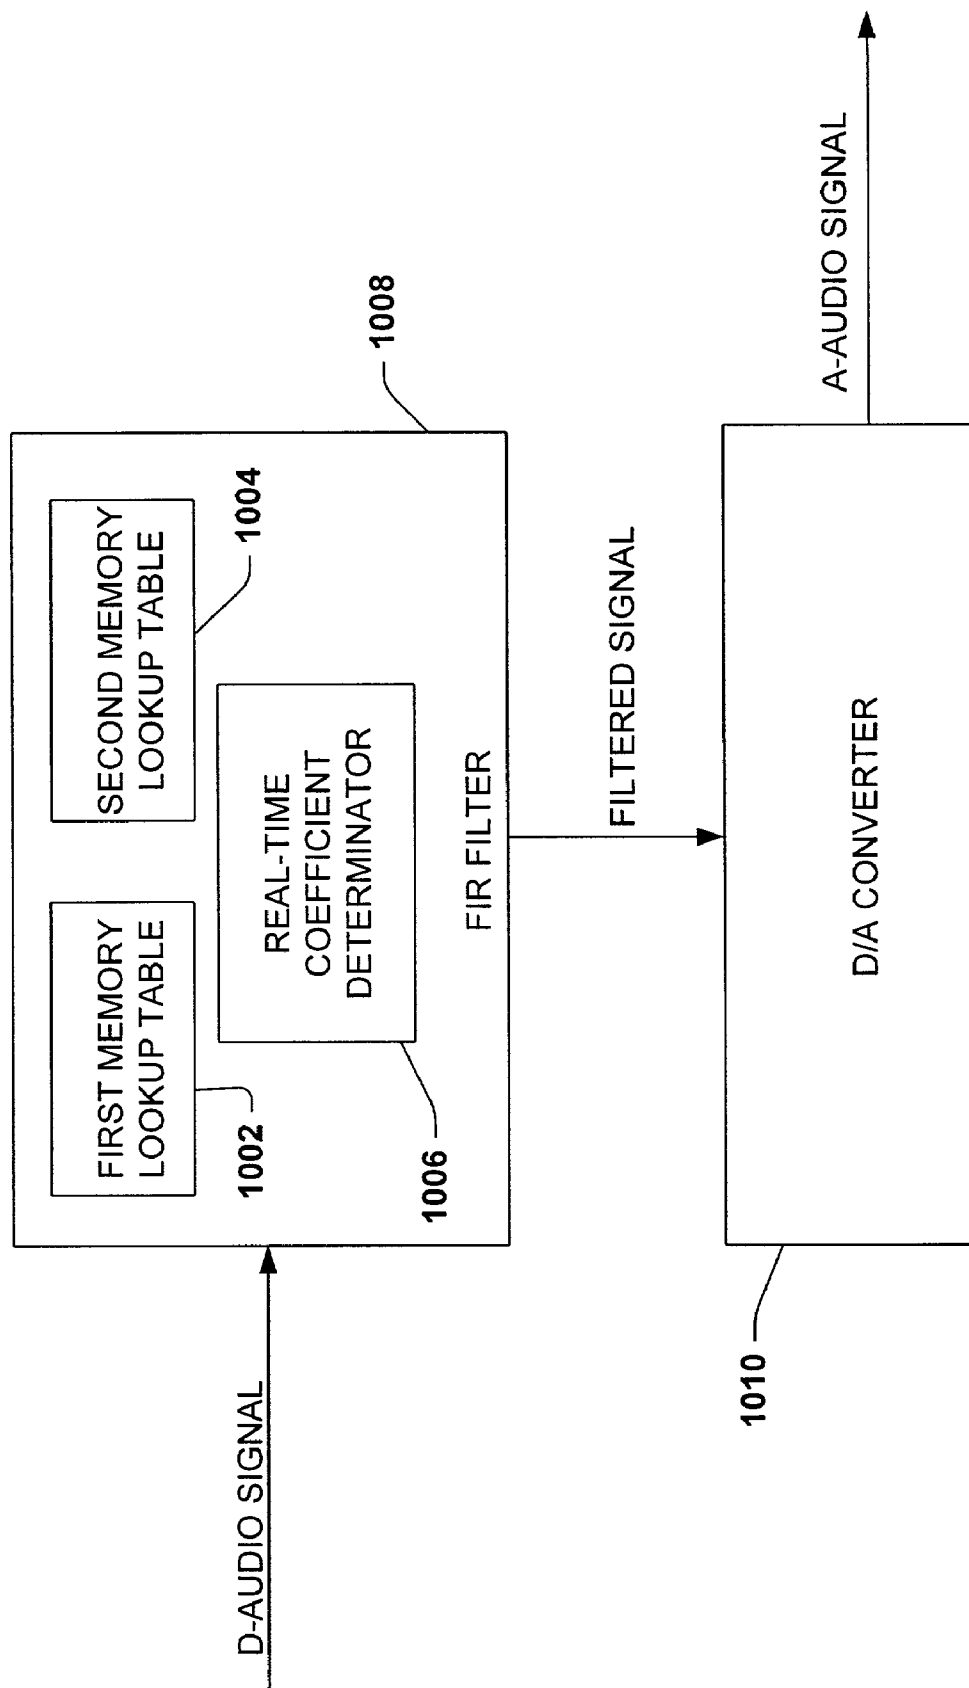 D-AUDIO SIGNAL
FIRST MEMORY
LOOKUP TABLE
1002
SECOND MEMORY
LOOKUP TABLE
1004
REAL-TIME
COEFFICIENT
DETERMINATOR
1006
FIR FILTER
1008
FILTERED SIGNAL
D/A CONVERTER
1010
A-AUDIO SIGNAL